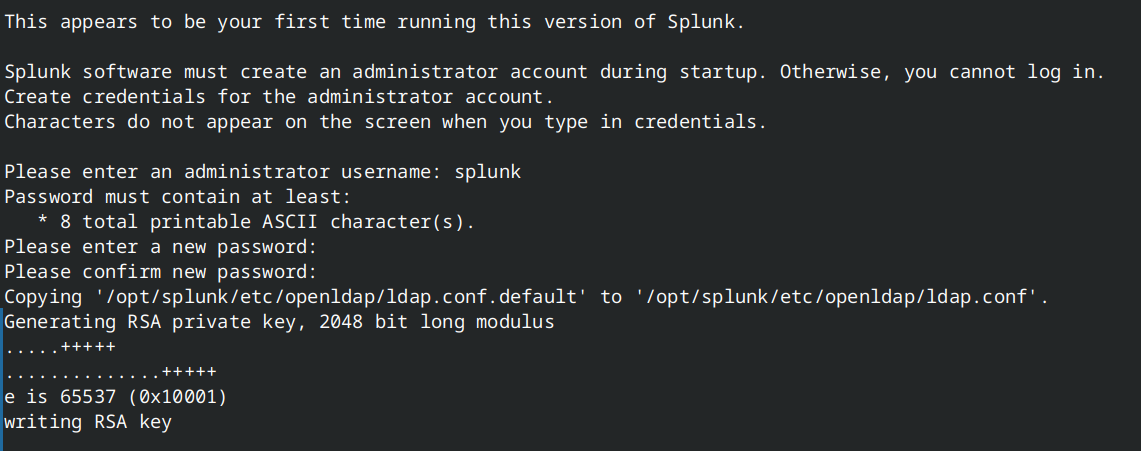 This appears to be your first time running this version of Splunk.
Splunk software must create an administrator account during startup. Otherwise, you cannot log in.
Create credentials for the administrator account.
Characters do not appear on the screen when you type in credentials.
Please enter an administrator username: splunk
Password must contain at least:
   * 8 total printable ASCII character(s).
Please enter a new password:
Please confirm new password:
Copying '/opt/splunk/etc/openldap/ldap.conf.default' to '/opt/splunk/etc/openldap/ldap.conf'.
Generating RSA private key, 2048 bit long modulus
.....+++++
..............+++++
e is 65537 (0x10001)
writing RSA key